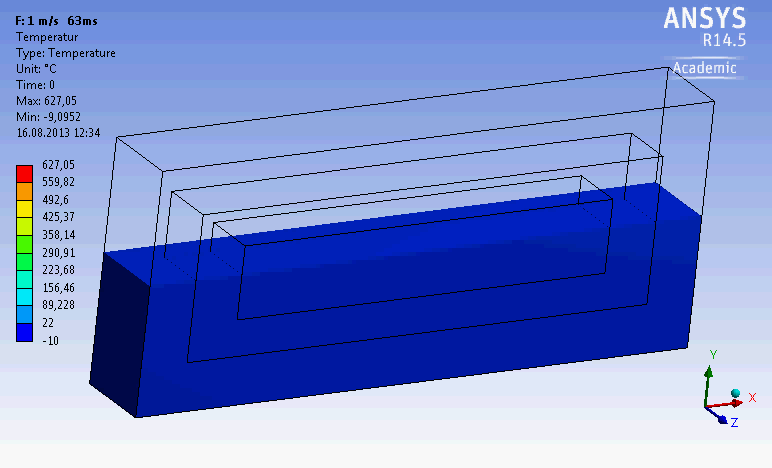 F: 1 m/s 63ms
Temperatur
Type: Temperature
Unit: °C
Time: 0
Max: 627,05
Min: -9,0952
16.08.2013 12:34
627,05
559,82
492,6
425,37
358,14
290,91
223,68
156,46
89,228
22
-10
ANSYS
R14.5
Academic
Y
X
Z